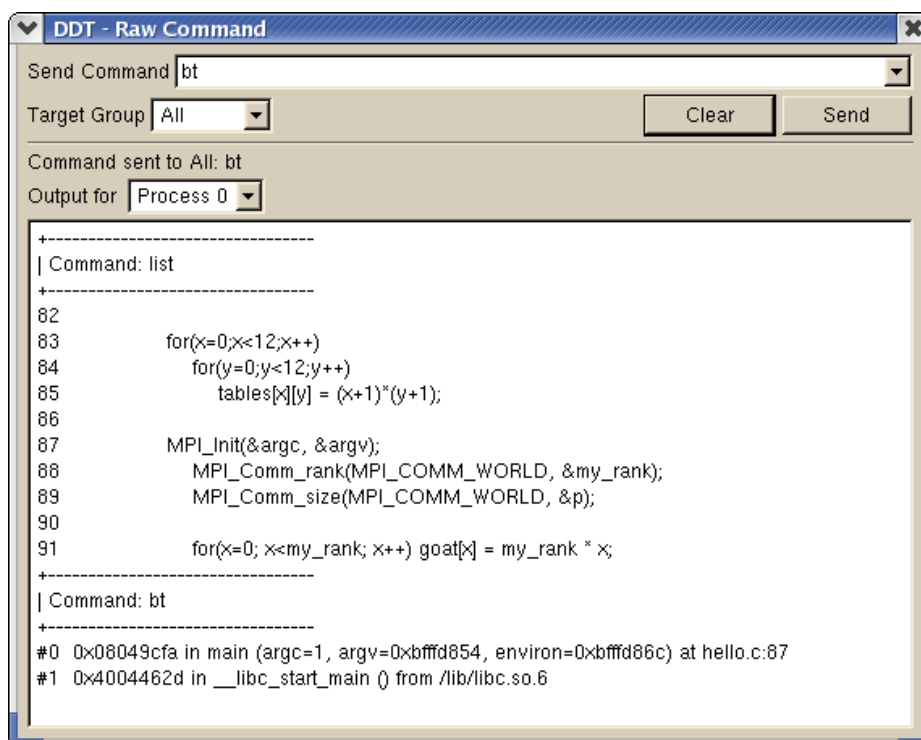 DDT - Raw Command
Send Command bt
Target Group All Clear Send
Command sent to All: bt
Output for Process 0
+---------------------------------
| Command: list
+---------------------------------
82
83 for(x=0;x<12;x++)
84 for(y=0;y<12;y++)
85 tables[x][y] = (x+1)*(y+1);
86
87 MPI_Init(&argc, &argv);
88 MPI_Comm_rank(MPI_COMM_WORLD, &my_rank);
89 MPI_Comm_size(MPI_COMM_WORLD, &p);
90
91 for(x=0; x<my_rank; x++) goat[x] = my_rank * x;
+---------------------------------
| Command: bt
+---------------------------------
#0 0x08049cfa in main (argc=1, argv=0xbfffd854, environ=0xbfffd86c) at hello.c:87
#1 0x4004462d in __libc_start_main () from /lib/libc.so.6